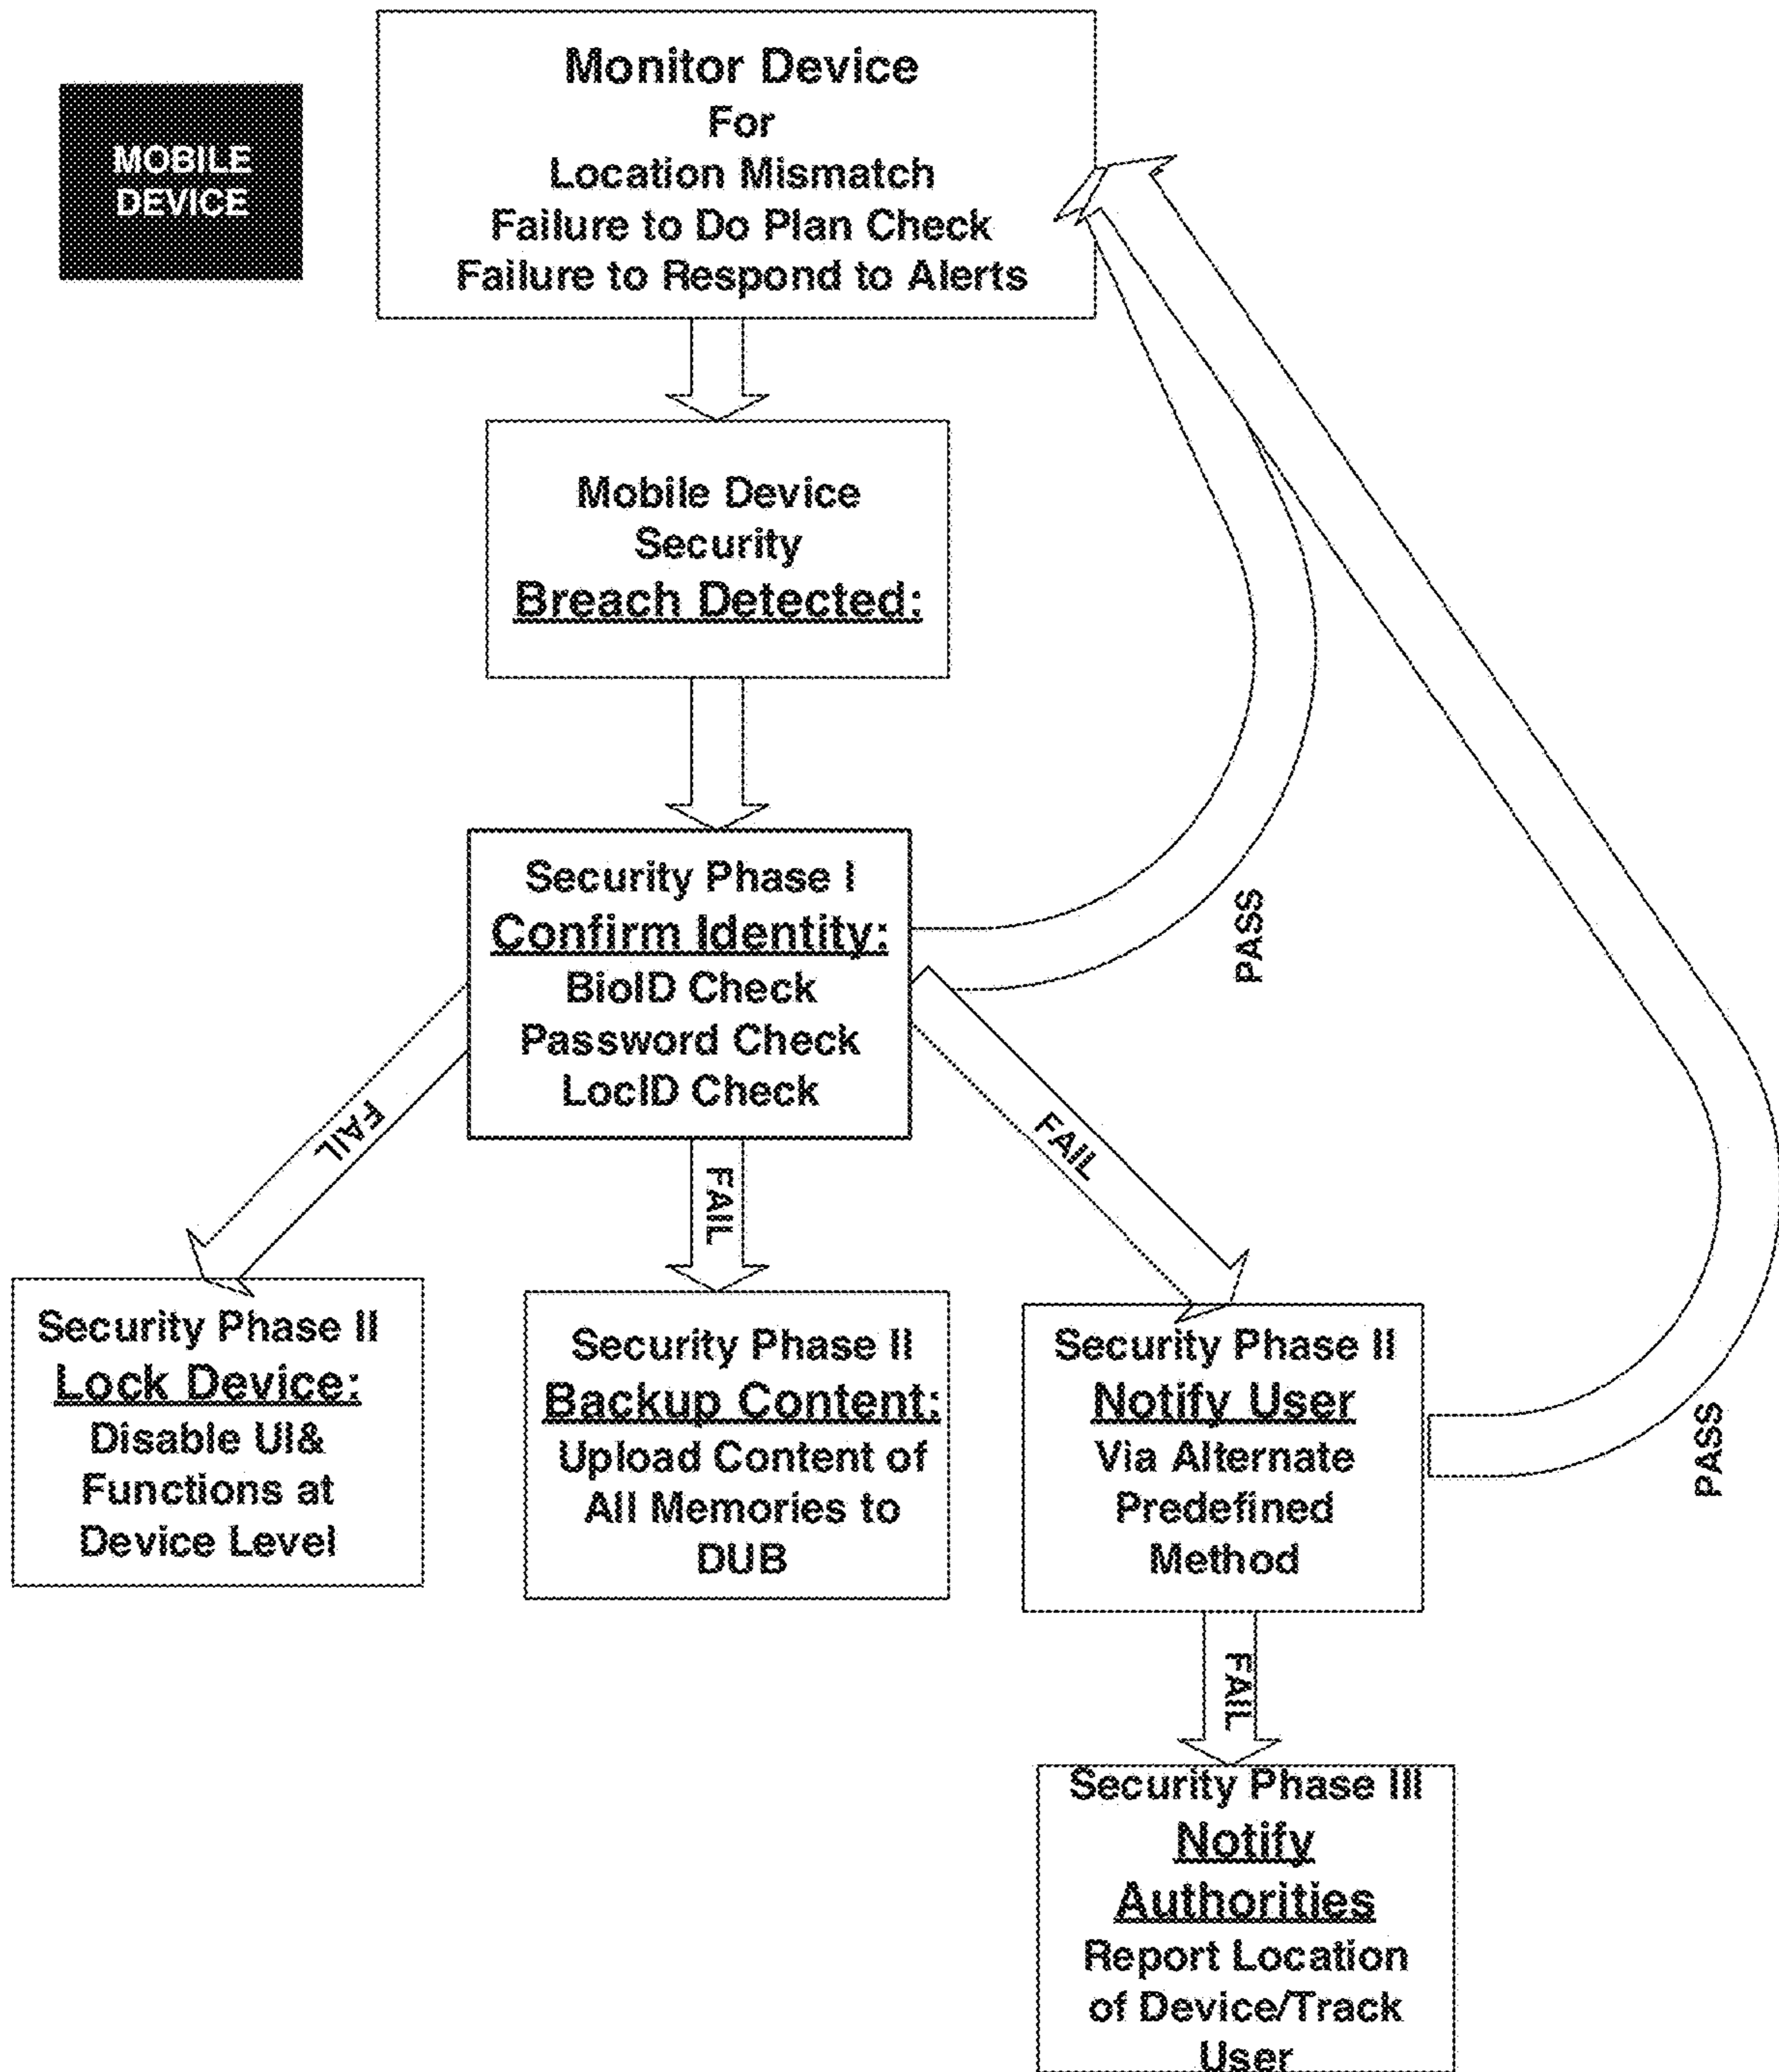 MOBILE
DEVICE
Monitor Device
For
Location Mismatch
Failure to Do Plan Check
Failure to Respond to Alerts
Mobile Device
Security
Breach Detected:
Security Phase I
Confirm Identity:
BioID Check
Password Check
LocID Check
PASS
FAIL
FAIL
FAIL
Security Phase II
Lock Device:
Disable UI&
Functions at
Device Level
Security Phase II
Backup Content:
Upload Content of
All Memories to
DUB
Security Phase II
Notify User
Via Alternate
Predefined
Method
PASS
FAIL
Security Phase III
Notify
Authorities
Report Location
of Device/Track
User